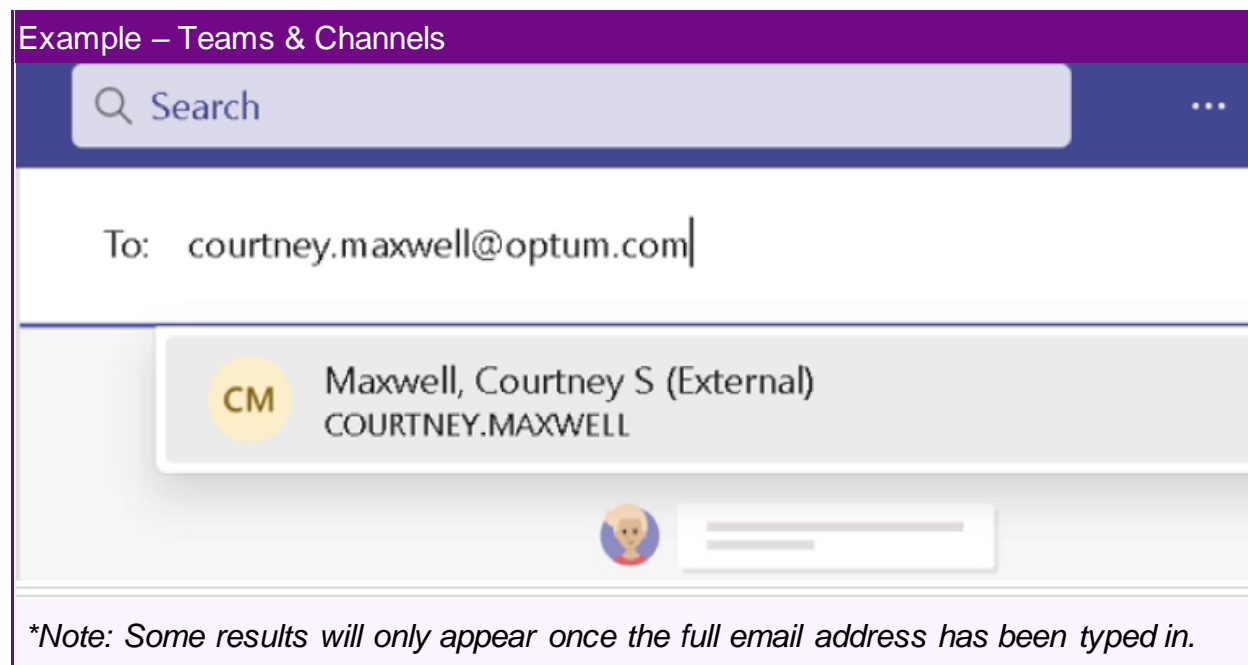 Example – Teams & Channels
Search
...
To: courtney.maxwell@optum.com
CM
Maxwell, Courtney S (External)
COURTNEY.MAXWELL
*Note: Some results will only appear once the full email address has been typed in.